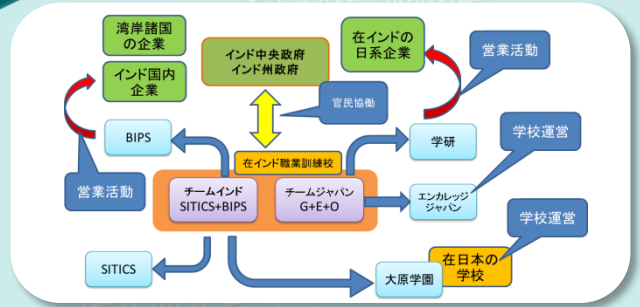 湾岸諸国
の企業
インド国内
企業
インド中央政府
インド州政府
在インドの
日系企業
営業活動
官民協働
BIPS
学研
学校運営
在インド職業訓練校
営業活動
チームインド
SITICS+BIPS
チームジャパン
G+E+O
エンカレッジ
ジャパン
学校運営
SITICS
大原学園
在日本の
学校